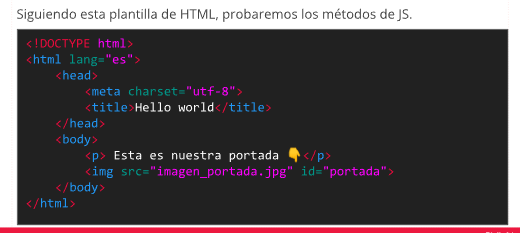 Siguiendo esta plantilla de HTML, probaremos los métodos de JS.
<!DOCTYPE html>
<html lang="es">
<head>
<meta charset="utf-8">
<title>Hello world</title>
</head>
<body>
<p> Esta es nuestra portada 👇</p>
<img src="imagen_portada.jpg" id="portada">
</body>
</html>